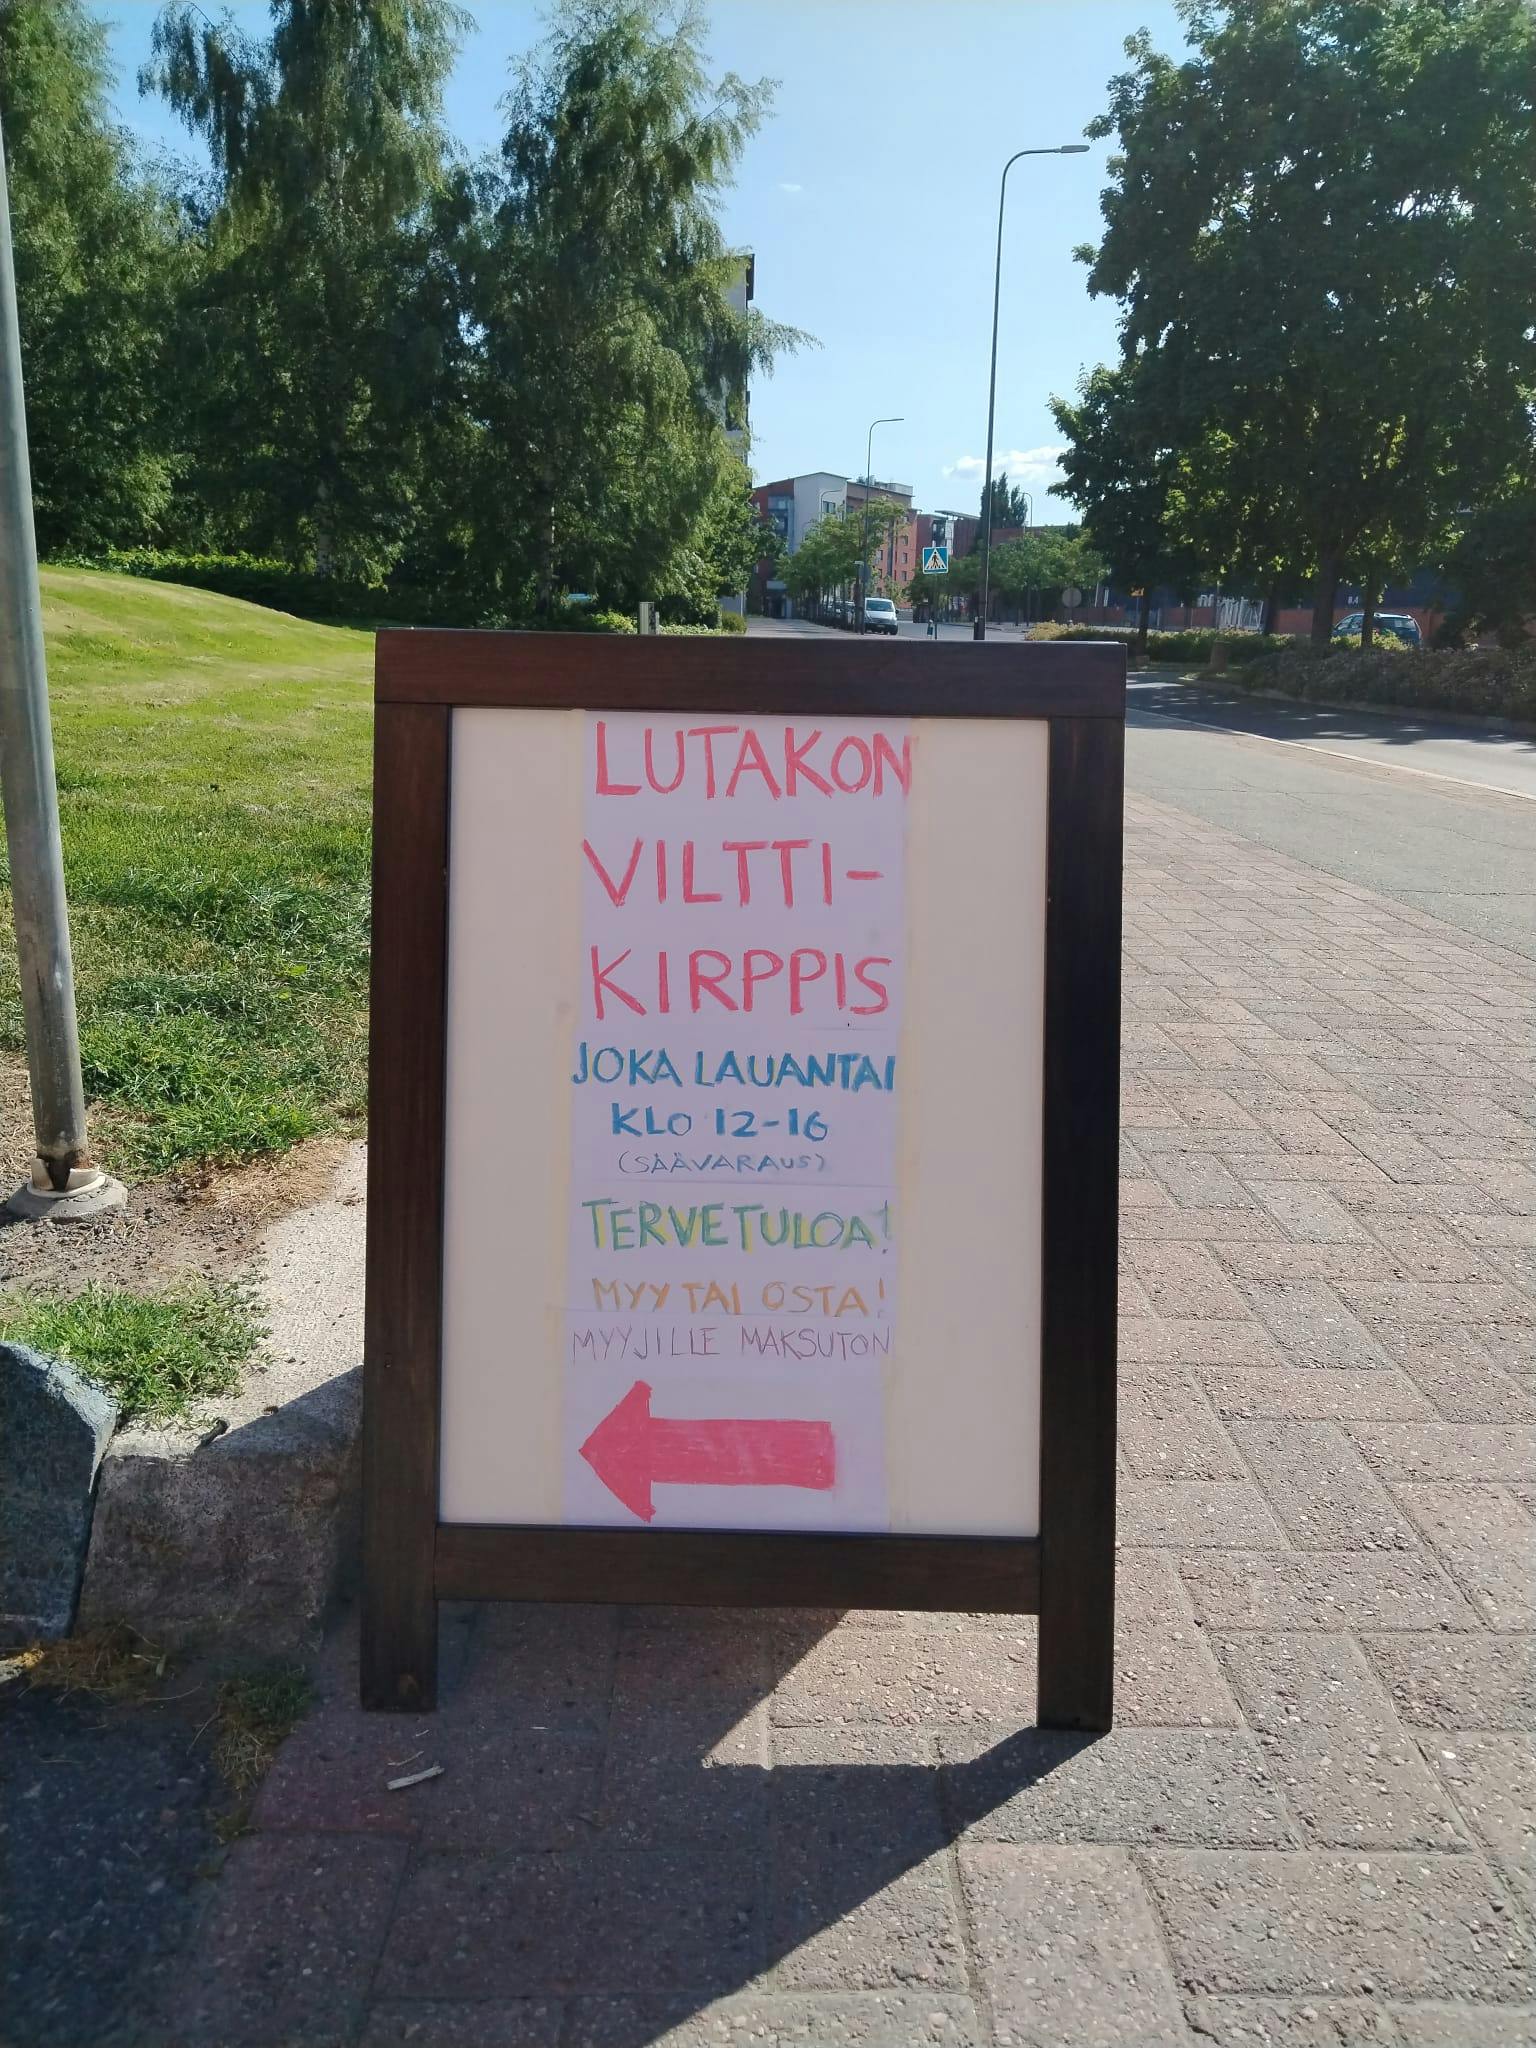 LUTAKON
VILTTI-
KIRPPIS
JOKA LAUANTAI
KLO 12-16
(SÄÄVARAUS)
TERVETULOA!
MYY TAI OSTA!
MYYJILLE MAKSUTON